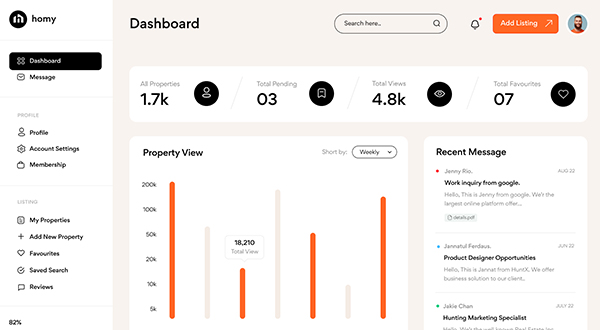 homy
Dashboard
Search here..
Add Listing
Dashboard
Message
PROFILE
Profile
Account Settings
Membership
LISTING
My Properties
Add New Property
Favourites
Saved Search
Reviews
82%
All Properties
1.7k
Total Pending
03
Total Views
4.8k
Total Favourites
07
Property View
Short by:
Weekly
200k
100k
50k
20k
10k
5k
18,210
Total View
Recent Message
Jenny Rio.
AUG 22
Work inquiry from google.
Hello, This is Jenny from google. We'r the
largest online platform offer...
details.pdf
Jennaful Ferdaus.
JUN 22
Product Designer Opportunities
Hello, This is Jannat from HuntX. We offer
business solution to our client..
Jakie Chan
JULY 22
Hunting Marketing Specialist